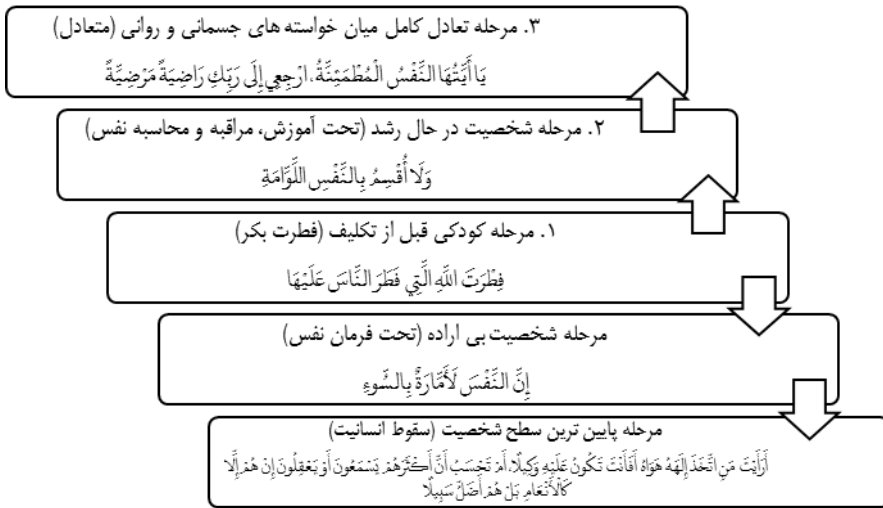 ۳. مرحله تعادل کامل میان خواسته های جسمانی و روانی (متعادل)
يَا أَيَّتُهَا النَّفْسُ الْمُطْمَئِنَّةُ، ارْجِعِي إِلَى رَبِّكِ رَاضِيَةً مَرْضِيَّةً
۲. مرحله شخصیت در حال رشد (تحت آموزش، مراقبه و محاسبه نفس)
وَلَا أُقْسِمُ بِالنَّفْسِ اللَّوَّامَةِ
۱. مرحله کودکی قبل از تکلیف (فطرت بکر)
فِطْرَتَ اللَّهِ الَّتِي فَطَرَ النَّاسَ عَلَيْهَا
مرحله شخصیت بی اراده (تحت فرمان نفس)
إِنَّ النَّفْسَ لَأَمَّارَةٌ بِالسُّوءِ
مرحله پایین ترین سطح شخصیت (سقوط انسانیت)
أَرَأَيْتَ مَنِ اتَّخَذَ إِلَهَهُ هَوَاهُ أَفَأَنْتَ تَكُونُ عَلَيْهِ وَكِيلًا، أَمْ تَحْسَبُ أَنَّ أَكْثَرَهُمْ يَسْمَعُونَ أَوْ يَعْقِلُونَ إِنْ هُمْ إِلَّا
كَالْأَنْعَامِ بَلْ هُمْ أَضَلُّ سَبِيلًا